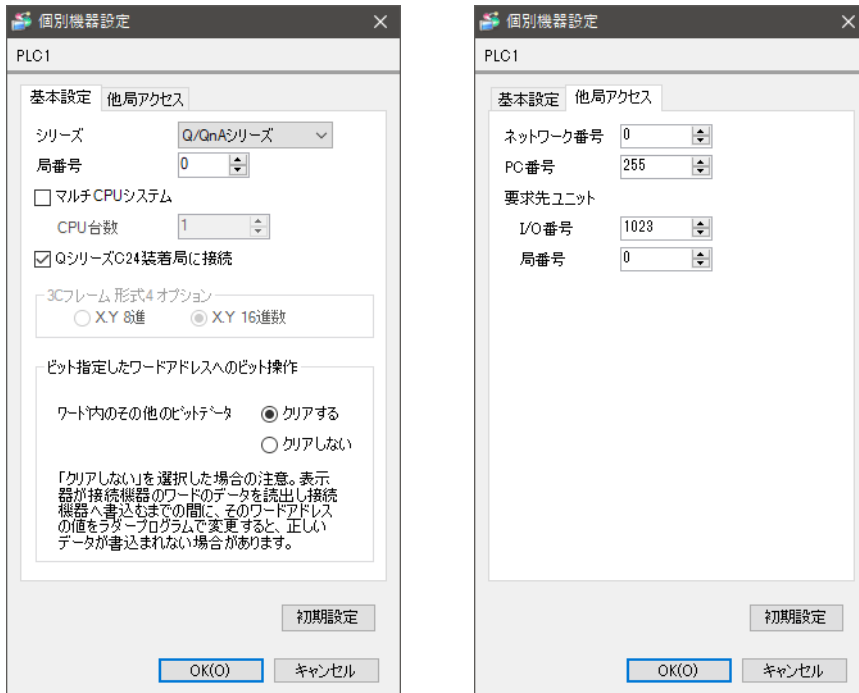 個別機器設定
PLC1
基本設定 他局アクセス
シリーズ Q/QnAシリーズ
局番号 0
マルチCPUシステム
CPU台数 1
QシリーズC24装着局に接続
3Cフレーム 形式4 オプション
X.Y 8進 X.Y 16進数
ビット指定したワードアドレスへのビット操作
ワード内のその他のビットデータ クリアする
クリアしない
「クリアしない」を選択した場合の注意。表示
器が接続機器のワードのデータを読出し接続
機器へ書込むまでの間に、そのワードアドレス
の値をラダープログラムで変更すると、正しい
データが書込まれない場合があります。
初期設定
OK(O) キャンセル
個別機器設定
PLC1
基本設定 他局アクセス
ネットワーク番号 0
PC番号 255
要求先ユニット
I/O番号 1023
局番号 0
初期設定
OK(O) キャンセル